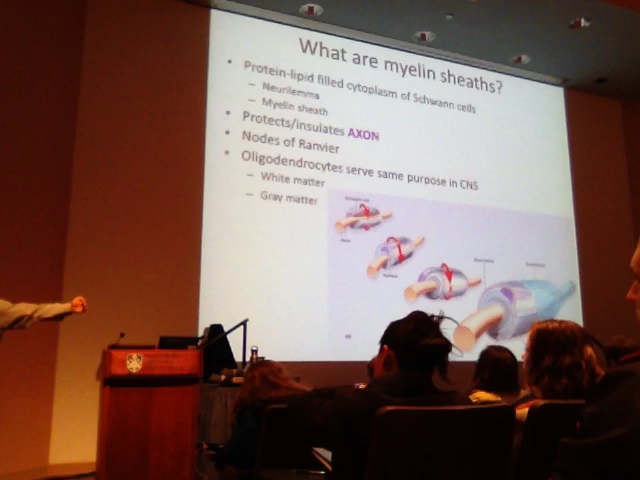 What are myelin sheaths?
• Protein-lipid filled cytoplasm of Schwann cells
– Neurilemma
– Myelin sheath
• Protects/insulates AXON
• Nodes of Ranvier
• Oligodendrocytes serve same purpose in CNS
– White matter
– Gray matter